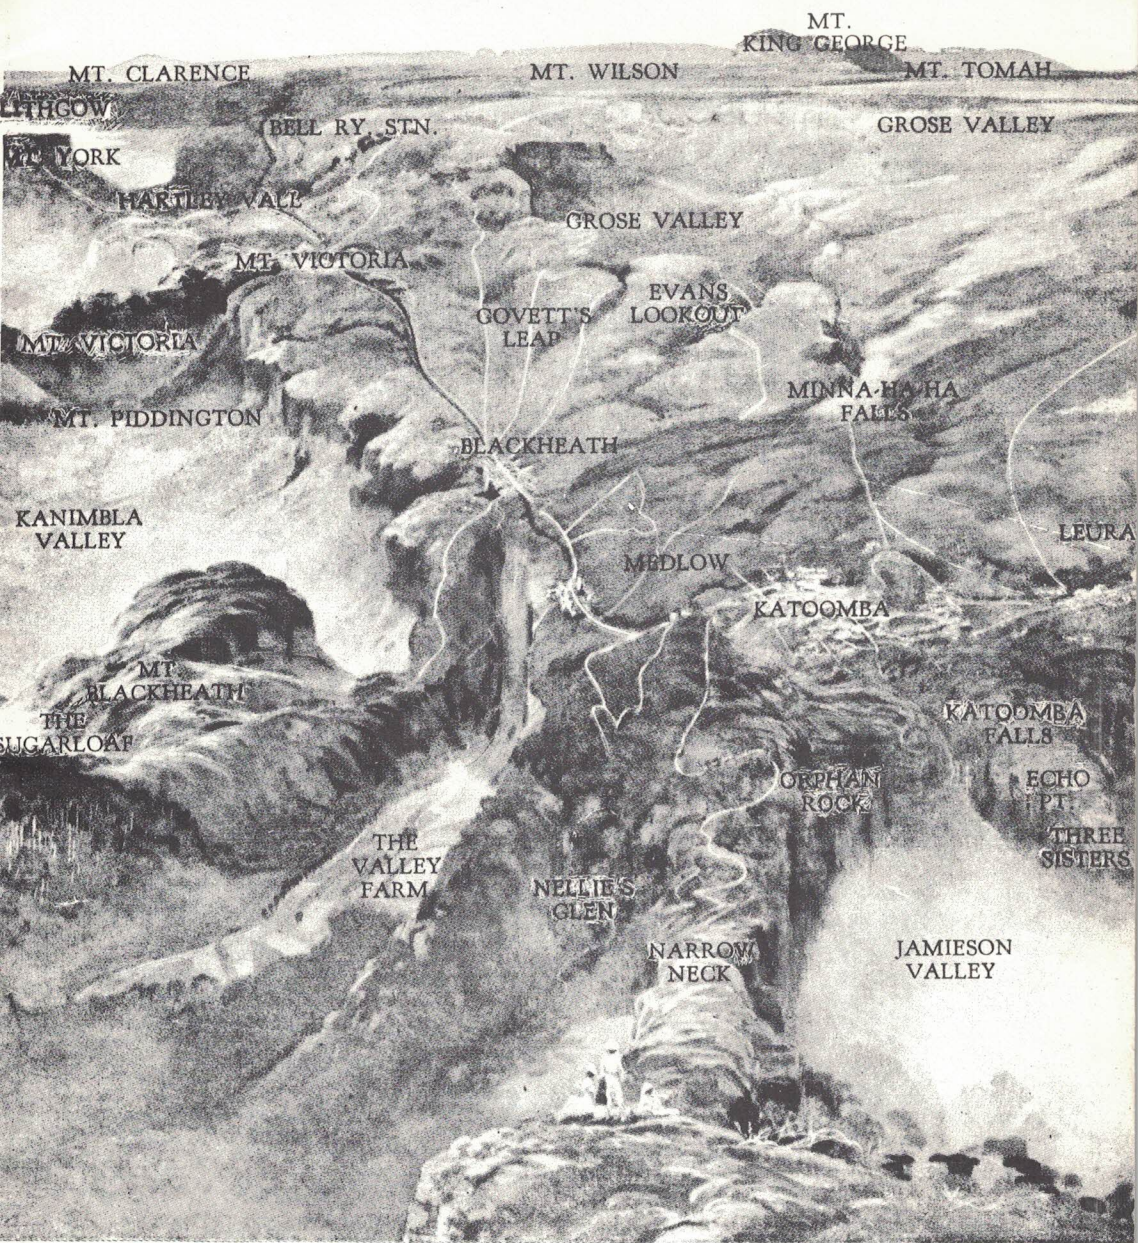 MT.
KING GEORGE
MT. CLARENCE
MT. WILSON
MT. TOMAH
LITHGOW
BELL RY. STN.
GROSE VALLEY
YORK
HARTLEY VALE
GROSE VALLEY
MT. VICTORIA
EVANS
LOOKOUT
GOVETT'S
LEAP
MT. VICTORIA
MINNA-HA-HA
FALLS
MT. PIDDINGTON
BLACKHEATH
KANIMBLA
VALLEY
LEURA
MEDLOW
KATOOMBA
MT.
BLACKHEATH
THE
SUGARLOAF
KATOOMBA
FALLS
ORPHAN
ROCK
ECHO
PT.
THREE
SISTERS
THE
VALLEY
FARM
NELLIE'S
GLEN
NARROW
NECK
JAMIESON
VALLEY